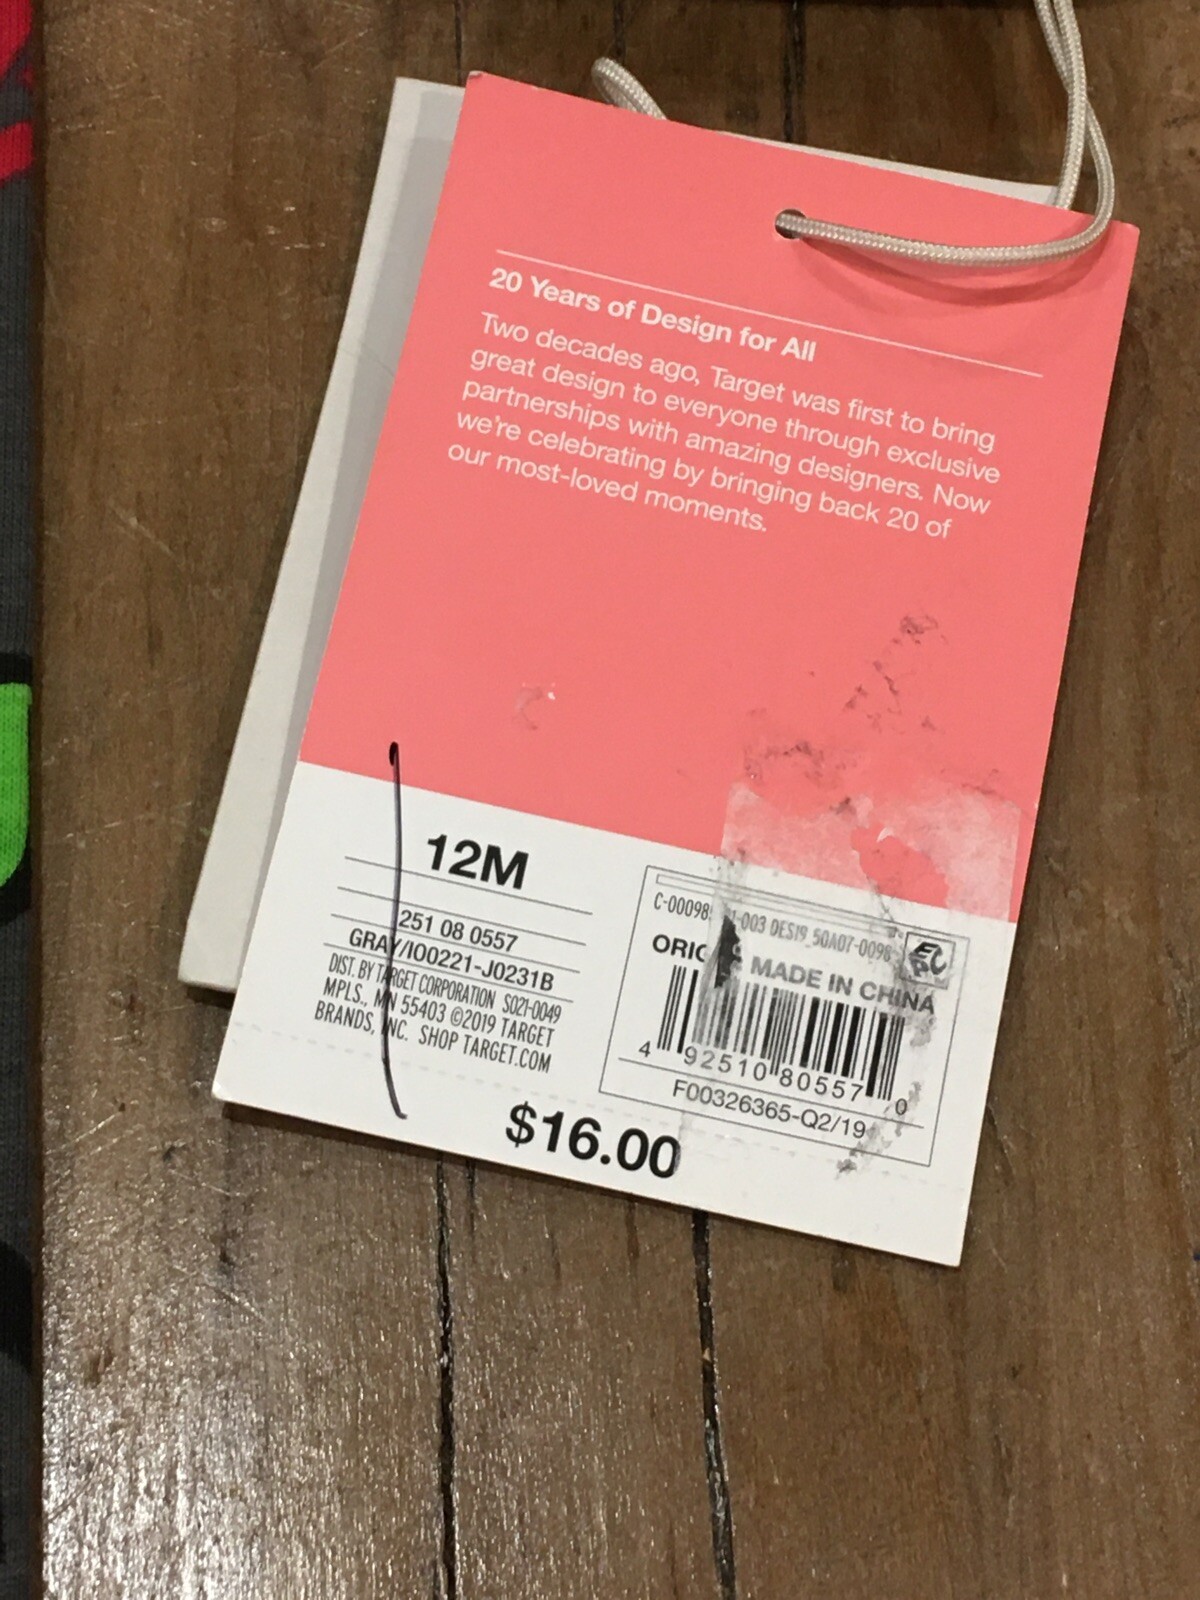 20 Years of Design for All
Two decades ago, Target was first to bring
great design to everyone through exclusive
partnerships with amazing designers. Now
we're celebrating by bringing back 20 of
our most-loved moments.
12M
251 08 0557
GRAY/I00221-J0231B
DIST. BY TARGET CORPORATION S021-0049
MPLS., MN 55403 ©2019 TARGET
BRANDS, INC. SHOP TARGET.COM
DES19_50A07-0098
MADE IN CHINA
4 92510 80557 0
F00326365-Q2/19
$16.00